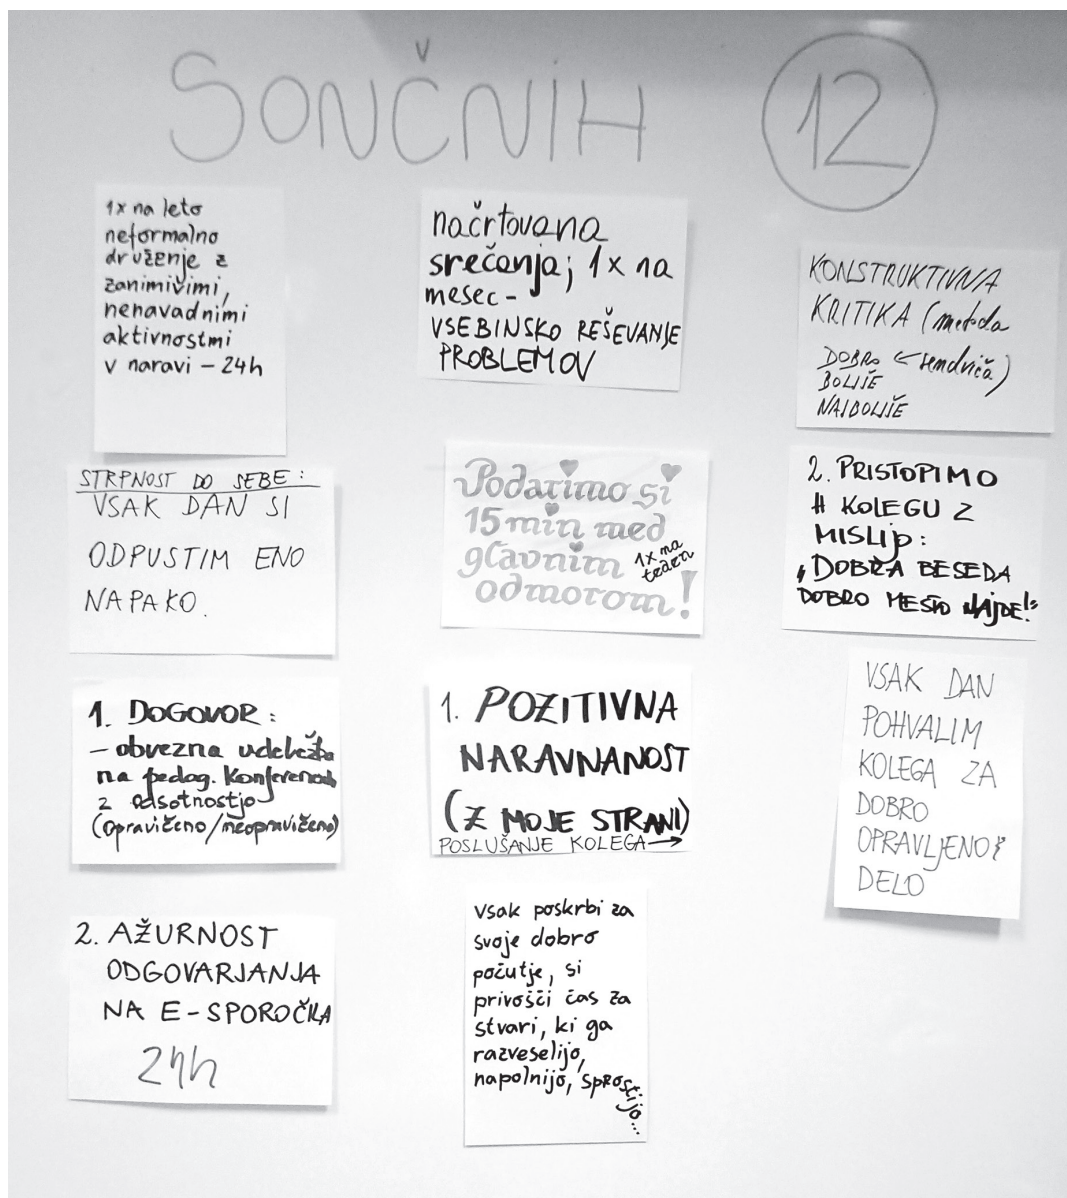 SONČNIH 12
1x na leto
neformalno
druženje z
zanimivimi,
nenavadnimi
aktivnostmi
v naravi – 24h
STRPNOST DO SEBE:
VSAK DAN SI
ODPUSTIM ENO
NAPAKO.
1. DOGOVOR:
– obvezna udeležba
na pedag. konferencah
z odsotnostjo
(opravičeno/neopravičeno)
2. AŽURNOST
ODGOVARJANJA
NA E-SPOROČILA
24h
načrtovana
srečanja; 1x na
mesec –
VSEBINSKO REŠEVANJE
PROBLEMOV
Podarimo si
15 min med
glavnim
odmorom!
1x na
teden
1. POZITIVNA
NARAVNANOST
(Z MOJE STRANI)
POSLUŠANJE KOLEGA →
Vsak poskrbi za
svoje dobro
počutje, si
privošči čas za
stvari, ki ga
razveselijo,
napolnijo, sprostijo...
KONSTRUKTIVNA
KRITIKA (metoda
DOBRO ← sendviča)
BOLJŠE
NAJBOLJŠE
2. PRISTOPIMO
H KOLEGU Z
MISLIJO:
"DOBRA BESEDA
DOBRO MESTO NAJDE!"
VSAK DAN
POHVALIM
KOLEGA ZA
DOBRO
OPRAVLJENO
DELO